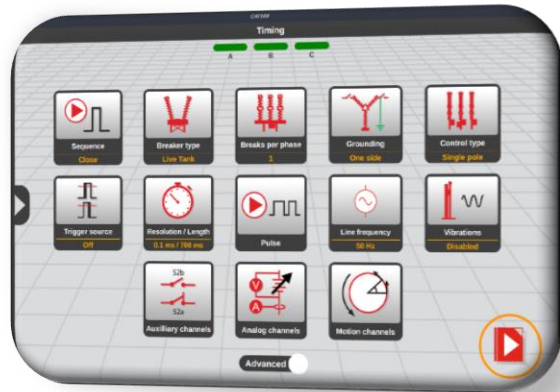 Timing
A B C
Sequence
Close
Breaker type
Live Tank
Breaks per phase
1
Grounding
One side
Control type
Single pole
Trigger source
Off
Resolution / Length
0.1 ms / 700 ms
Pulse
Line frequency
50 Hz
Vibrations
Disabled
S2b
S2a
Auxiliary channels
V
A
Analog channels
Motion channels
Advanced